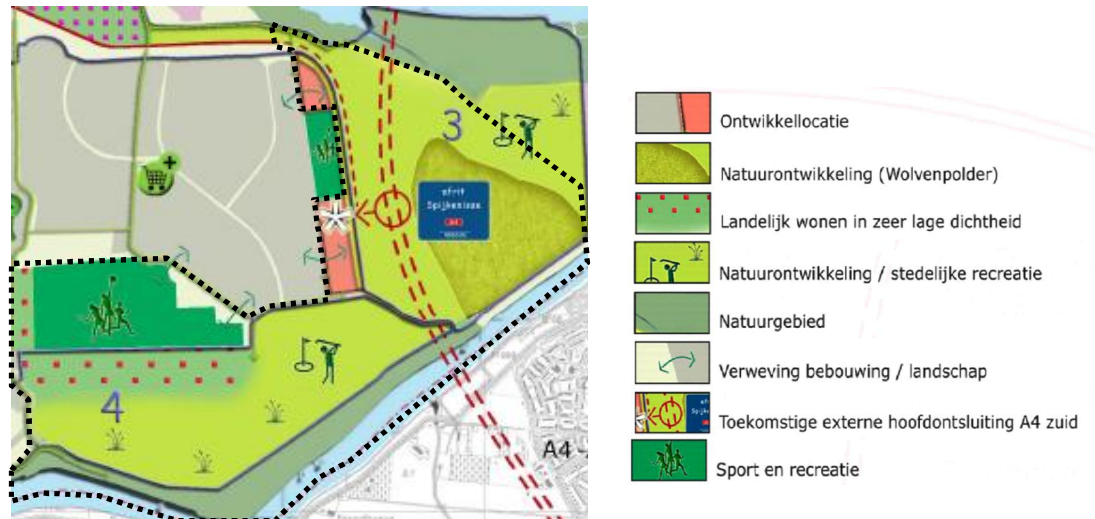 3
afrit
Spijkenisse
4
A4 -
Ontwikkellocatie
Natuurontwikkeling (Wolvenpolder)
Landelijk wonen in zeer lage dichtheid
Natuurontwikkeling / stedelijke recreatie
Natuurgebied
Verweving bebouwing / landschap
Toekomstige externe hoofdontsluiting A4 zuid
Sport en recreatie